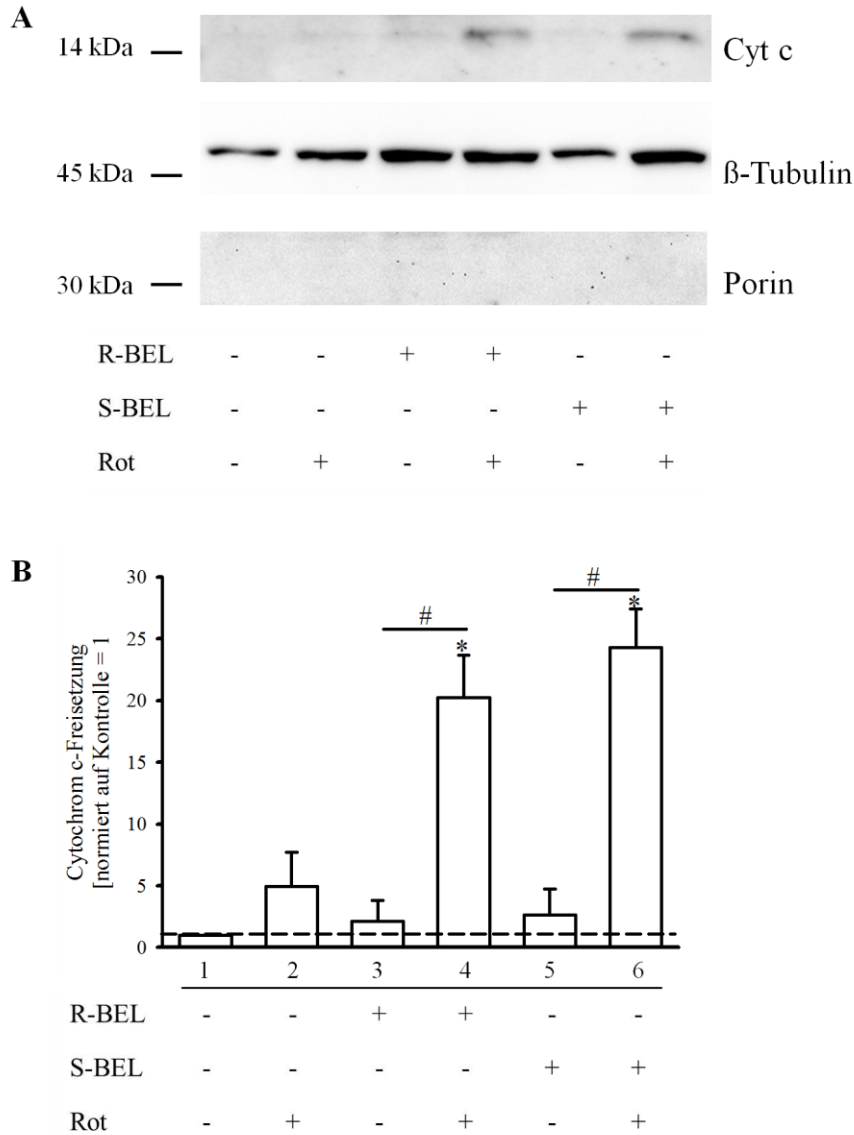 A
14 kDa
Cyt c
45 kDa
ß-Tubulin
30 kDa
Porin
R-BEL - - + + - -
S-BEL - - - - + +
Rot - + - + - +
B
Cytochrom c-Freisetzung
[normiert auf Kontrolle = 1
30
25
20
15
10
5
0
# #
* *
1 2 3 4 5 6
R-BEL - - + + - -
S-BEL - - - - + +
Rot - + - + - +